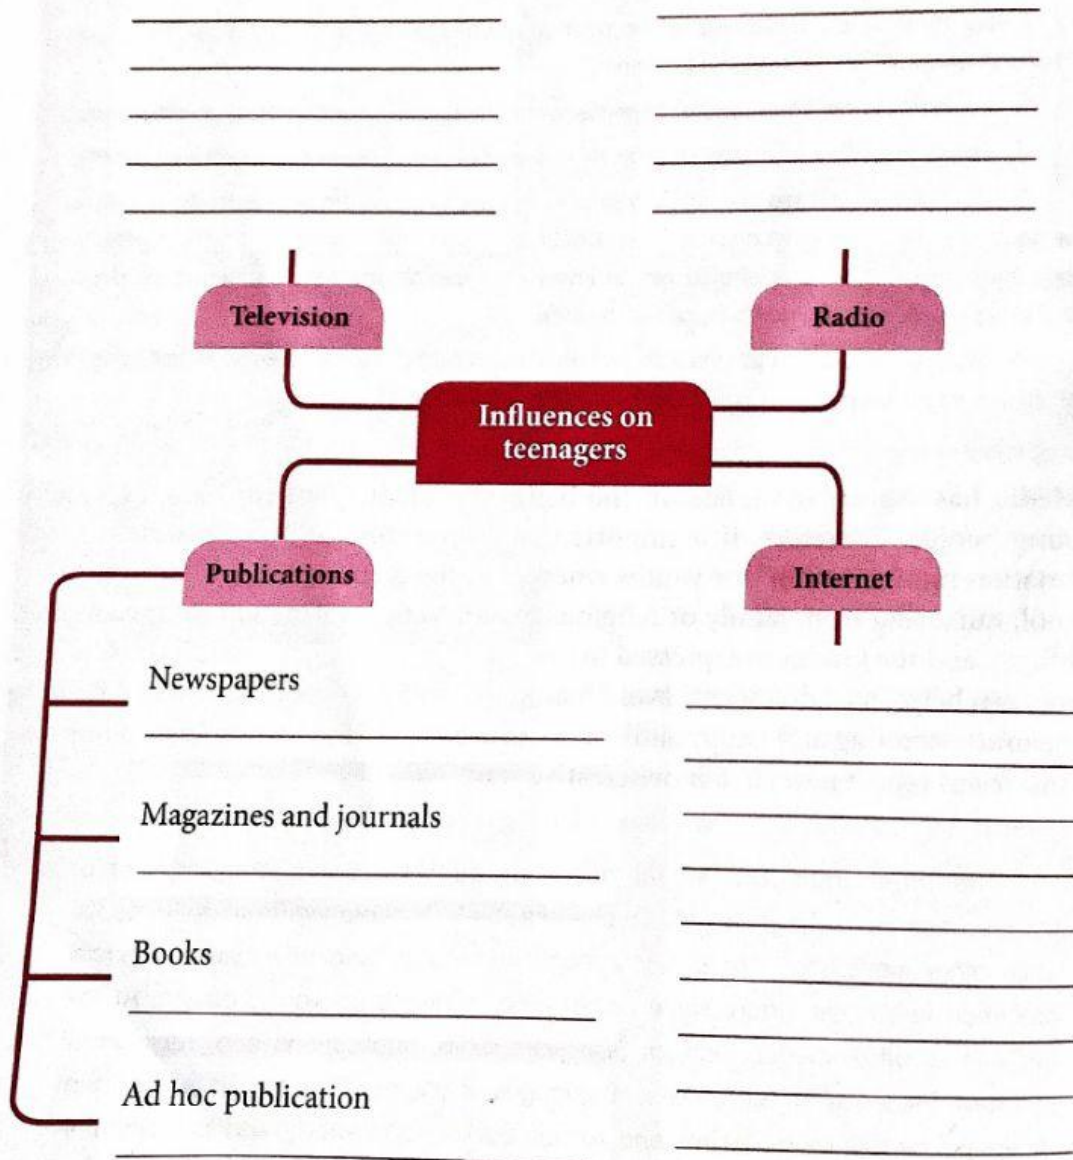 Television
Radio
Influences on
teenagers
Publications
Internet
Newspapers
Magazines and journals
Books
Ad hoc publication